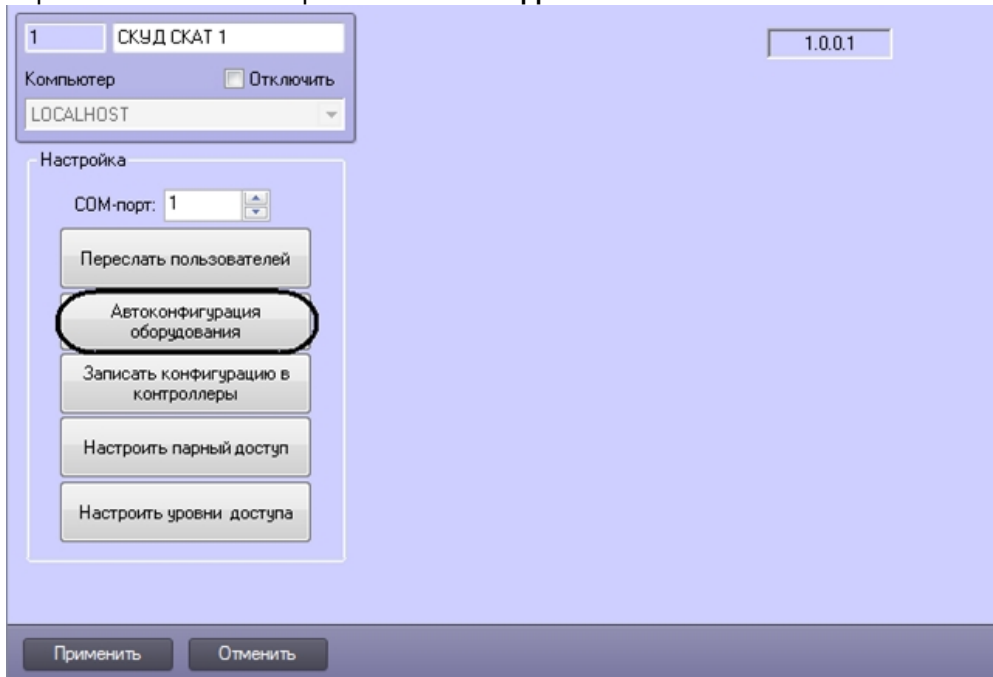 1 СКУД СКАТ 1
1.0.0.1
Компьютер Отключить
LOCALHOST
Настройка
COM-порт: 1
Переслать пользователей
Автоконфигурация
оборудования
Записать конфигурацию в
контроллеры
Настроить парный доступ
Настроить уровни доступа
Применить Отменить